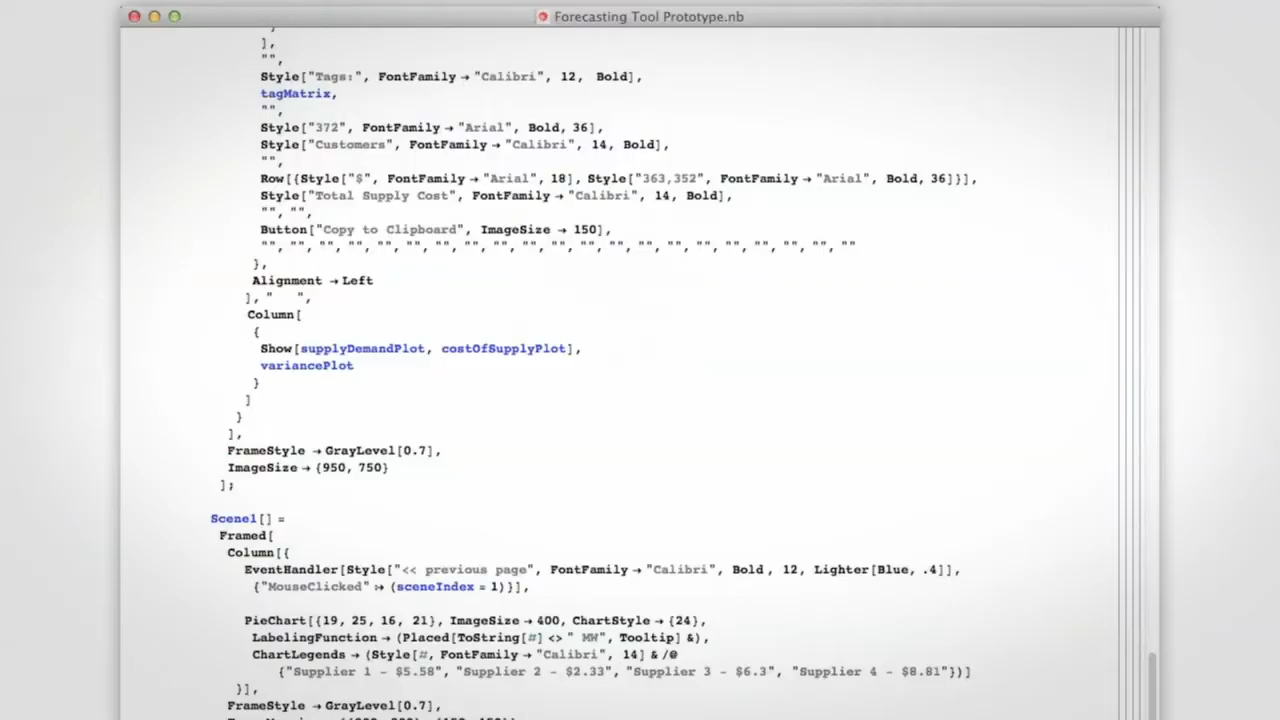 Forecasting Tool Prototype.nb
],
"",
Style["Tags:", FontFamily → "Calibri", 12, Bold],
tagMatrix,
"",
Style["372", FontFamily → "Arial", Bold, 36],
Style["Customers", FontFamily → "Calibri", 14, Bold],
"",
Row[{Style["$", FontFamily → "Arial", 18], Style["363,352", FontFamily → "Arial", Bold, 36]}],
Style["Total Supply Cost", FontFamily → "Calibri", 14, Bold],
"", "",
Button["Copy to Clipboard", ImageSize → 150],
"", "", "", "", "", "", "", "", "", "", "", "", "", "", "", "", "", "", "", "", ""
},
Alignment → Left
], "   ",
Column[
{
Show[supplyDemandPlot, costOfSupplyPlot],
variancePlot
}
]
}
],
FrameStyle → GrayLevel[0.7],
ImageSize → {950, 750}
];
Scene1[] =
Framed[
Column[{
EventHandler[Style["<< previous page", FontFamily → "Calibri", Bold, 12, Lighter[Blue, .4]],
{"MouseClicked" :→ (sceneIndex = 1)}],
PieChart[{19, 25, 16, 21}, ImageSize → 400, ChartStyle → {24},
LabelingFunction → (Placed[ToString[#] <> " MW", Tooltip] &),
ChartLegends → (Style[#, FontFamily → "Calibri", 14] & /@
{"Supplier 1 - $5.58", "Supplier 2 - $2.33", "Supplier 3 - $6.3", "Supplier 4 - $8.81"})]
}],
FrameStyle → GrayLevel[0.7],